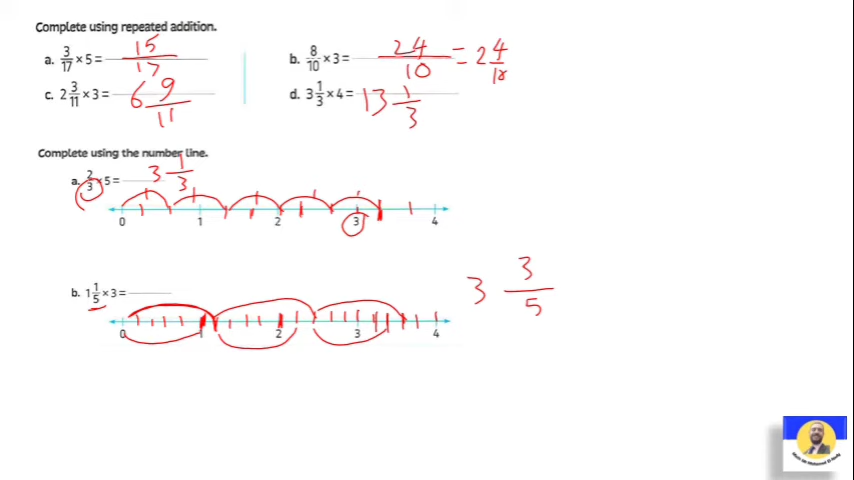 Complete using repeated addition.
a. 3/17 × 5 = 15/17
b. 8/10 × 3 = 24/10 = 2 4/10
c. 2 3/11 × 3 = 6 9/11
d. 3 1/3 × 4 = 13 1/3
Complete using the number line.
a. 2/3 × 5 = 3 1/3
0 1 2 3 4
b. 1 1/5 × 3 =
3 3/5
0 1 2 3 4